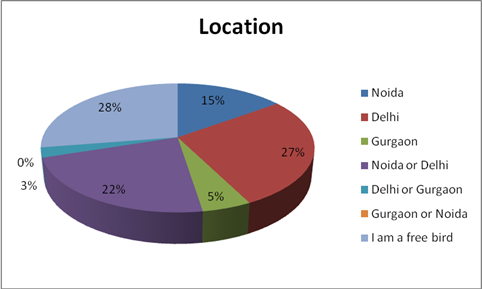 Location
28%
15%
27%
0%
3%
22%
5%
Noida
Delhi
Gurgaon
Noida or Delhi
Delhi or Gurgaon
Gurgaon or Noida
I am a free bird